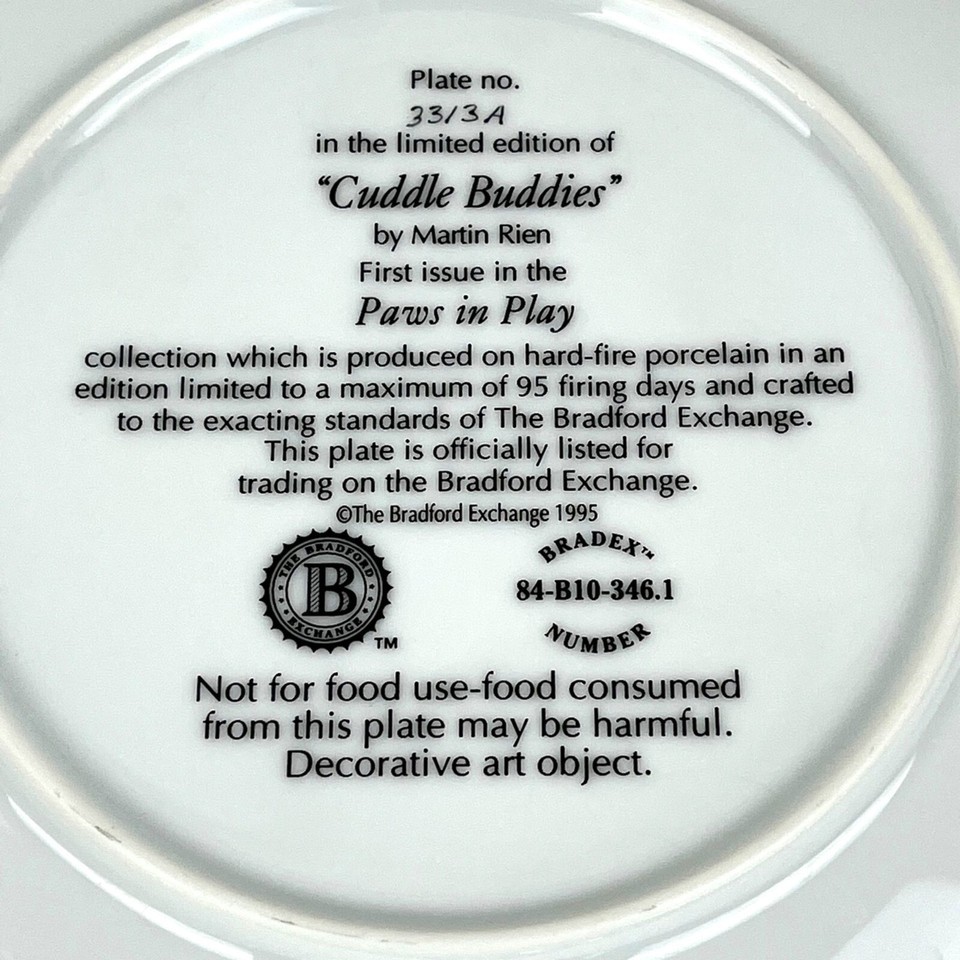 Plate no.
3313A
in the limited edition of
“Cuddle Buddies”
by Martin Rien
First issue in the
Paws in Play
collection which is produced on hard-fire porcelain in an
edition limited to a maximum of 95 firing days and crafted
to the exacting standards of The Bradford Exchange.
This plate is officially listed for
trading on the Bradford Exchange.
©The Bradford Exchange 1995
THE BRADFORD
B
EXCHANGE
TM
BRADEX™
84-B10-346.1
NUMBER
Not for food use-food consumed
from this plate may be harmful.
Decorative art object.